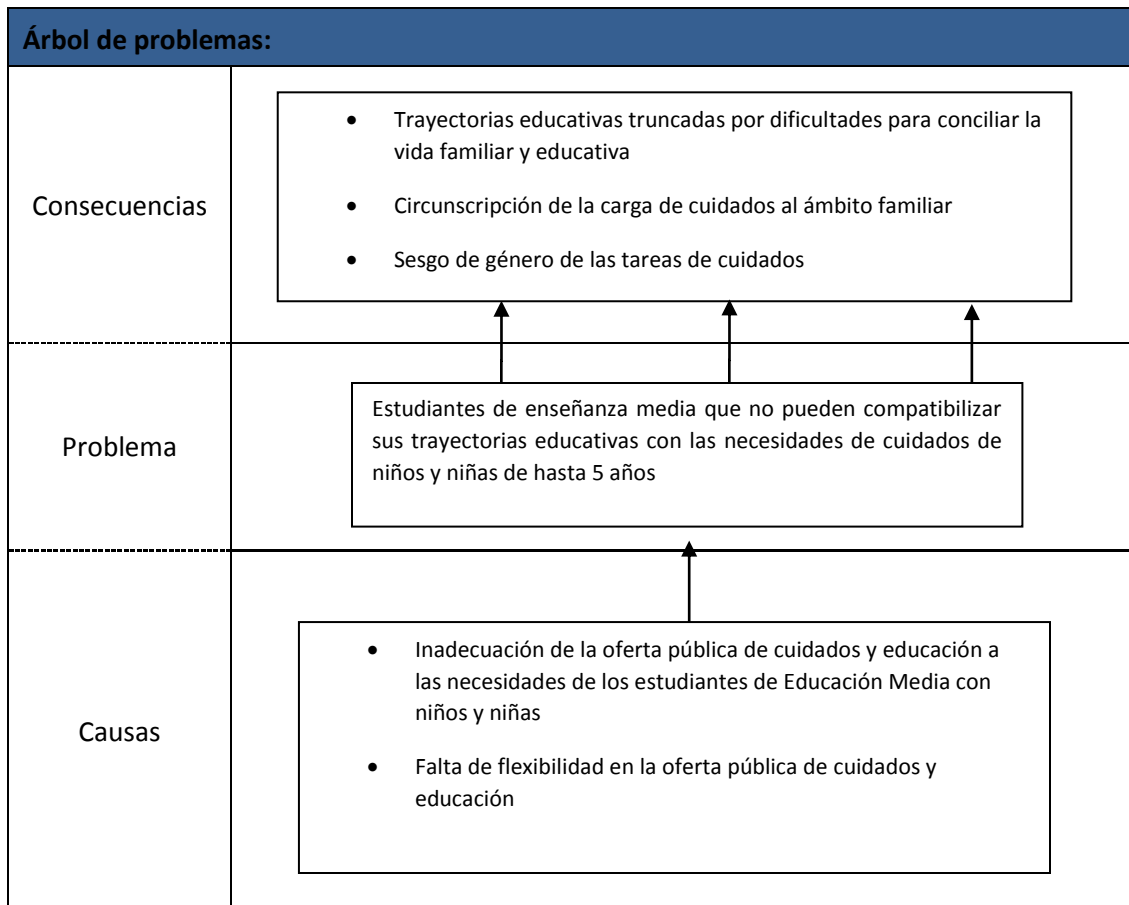 Árbol de problemas:
Consecuencias
• Trayectorias educativas truncadas por dificultades para conciliar la
vida familiar y educativa
• Circunscripción de la carga de cuidados al ámbito familiar
• Sesgo de género de las tareas de cuidados
Problema
Estudiantes de enseñanza media que no pueden compatibilizar
sus trayectorias educativas con las necesidades de cuidados de
niños y niñas de hasta 5 años
Causas
• Inadecuación de la oferta pública de cuidados y educación a
las necesidades de los estudiantes de Educación Media con
niños y niñas
• Falta de flexibilidad en la oferta pública de cuidados y
educación